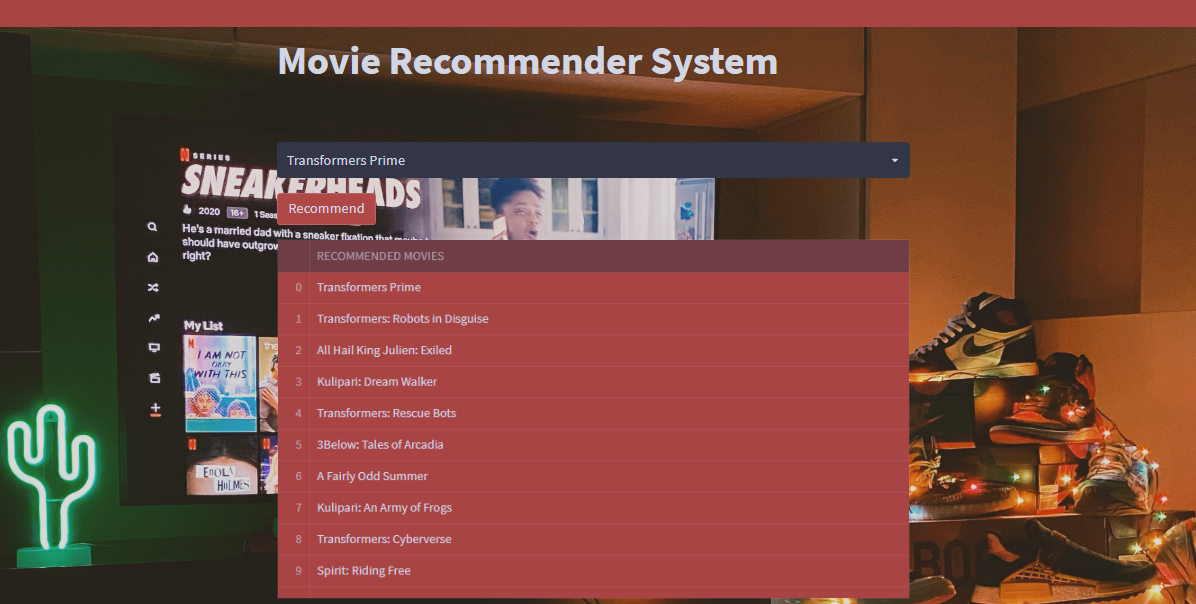 Movie Recommender System
Transformers Prime
N SERIES
SNEAKERHEADS
2020 16+ 1 Seas
He's a married dad with a sneaker fixation that
should have outgrow
right?
Recommend
RECOMMENDED MOVIES
0 Transformers Prime
1 Transformers: Robots in Disguise
2 All Hail King Julien: Exiled
3 Kulipari: Dream Walker
4 Transformers: Rescue Bots
5 3Below: Tales of Arcadia
6 A Fairly Odd Summer
7 Kulipari: An Army of Frogs
8 Transformers: Cyberverse
9 Spirit: Riding Free
My List
N
I AM NOT
OKAY
WITH THIS
the
N
ENOLA
HOLMES